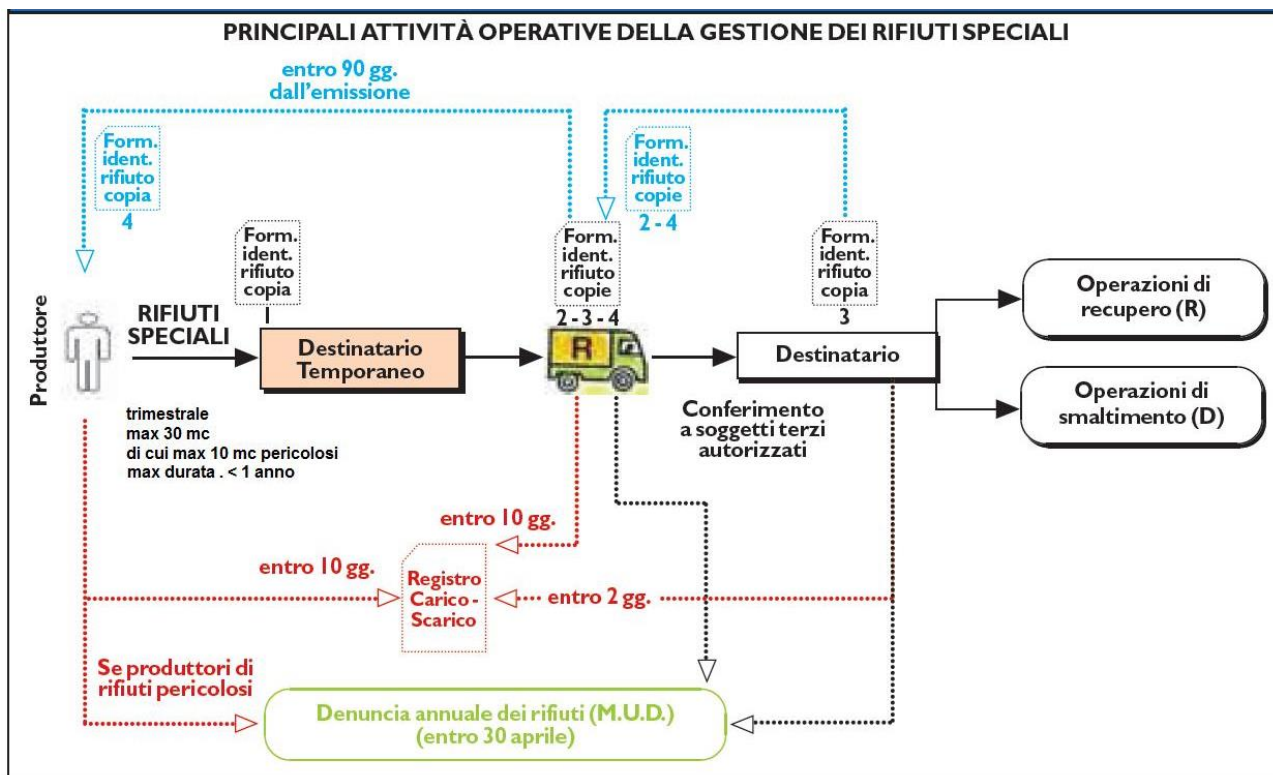 PRINCIPALI ATTIVITÀ OPERATIVE DELLA GESTIONE DEI RIFIUTI SPECIALI
entro 90 gg.
dall'emissione
Form.
ident.
rifiuto
copia
4
Form.
ident.
rifiuto
copie
2 - 4
Form.
ident.
rifiuto
copia
1
Form.
ident.
rifiuto
copie
2 - 3 - 4
Form.
ident.
rifiuto
copia
3
Produttore
RIFIUTI
SPECIALI
Destinatario
Temporaneo
R
Destinatario
Operazioni di
recupero (R)
Operazioni di
smaltimento (D)
trimestrale
max 30 mc
di cui max 10 mc pericolosi
max durata . < 1 anno
Conferimento
a soggetti terzi
autorizzati
entro 10 gg.
entro 10 gg.
Registro
Carico -
Scarico
entro 2 gg.
Se produttori di
rifiuti pericolosi
Denuncia annuale dei rifiuti (M.U.D.)
(entro 30 aprile)